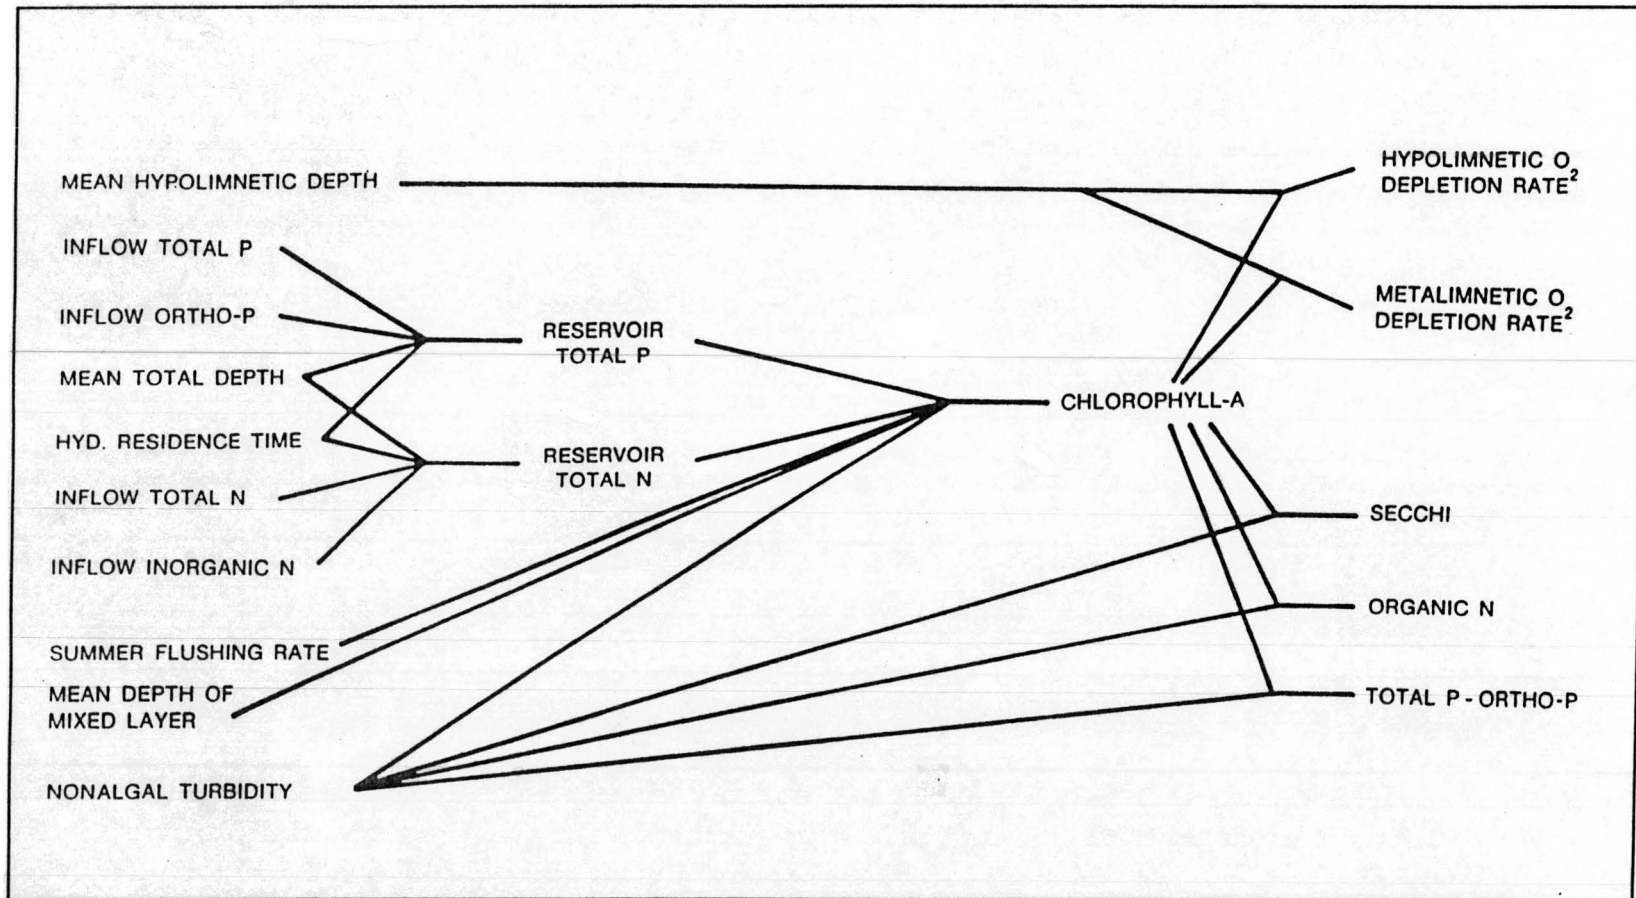 MEAN HYPOLIMNETIC DEPTH
INFLOW TOTAL P
INFLOW ORTHO-P
MEAN TOTAL DEPTH
HYD. RESIDENCE TIME
INFLOW TOTAL N
INFLOW INORGANIC N
SUMMER FLUSHING RATE
MEAN DEPTH OF
MIXED LAYER
NONALGAL TURBIDITY
RESERVOIR
TOTAL P
RESERVOIR
TOTAL N
CHLOROPHYLL-A
HYPOLIMNETIC O2
DEPLETION RATE
METALIMNETIC O2
DEPLETION RATE
SECCHI
ORGANIC N
TOTAL P - ORTHO-P